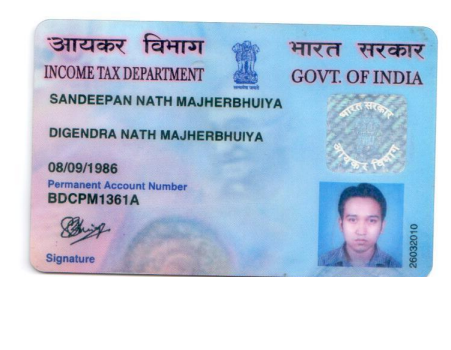 आयकर विभाग
भारत सरकार
INCOME TAX DEPARTMENT
GOVT. OF INDIA
SANDEEPAN NATH MAJHERBHUIYA
DIGENDRA NATH MAJHERBHUIYA
08/09/1986
Permanent Account Number
BDCPM1361A
Signature
भारत सरकार
आयकर विभाग
26032010